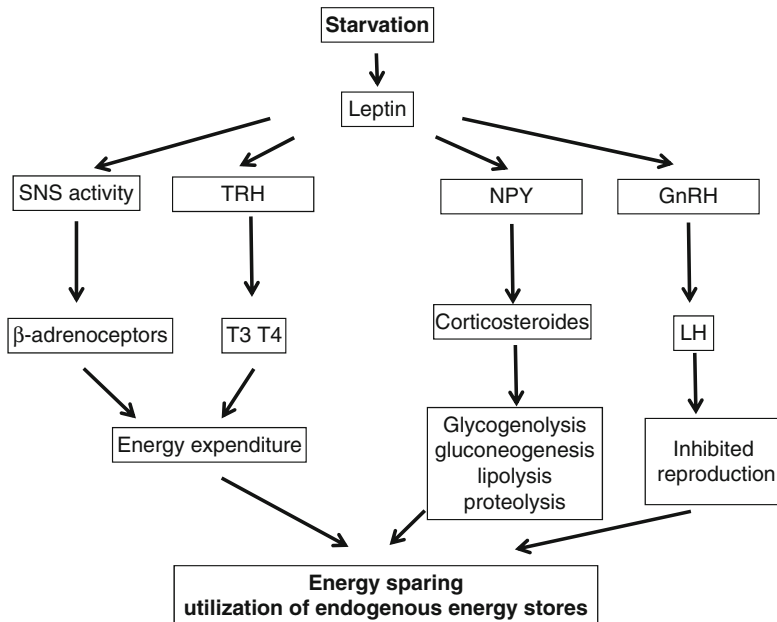 Starvation
Leptin
SNS activity
TRH
NPY
GnRH
β-adrenoceptors
T3 T4
Corticosteroides
LH
Energy expenditure
Glycogenolysis
gluconeogenesis
lipolysis
proteolysis
Inhibited
reproduction
Energy sparing
utilization of endogenous energy stores